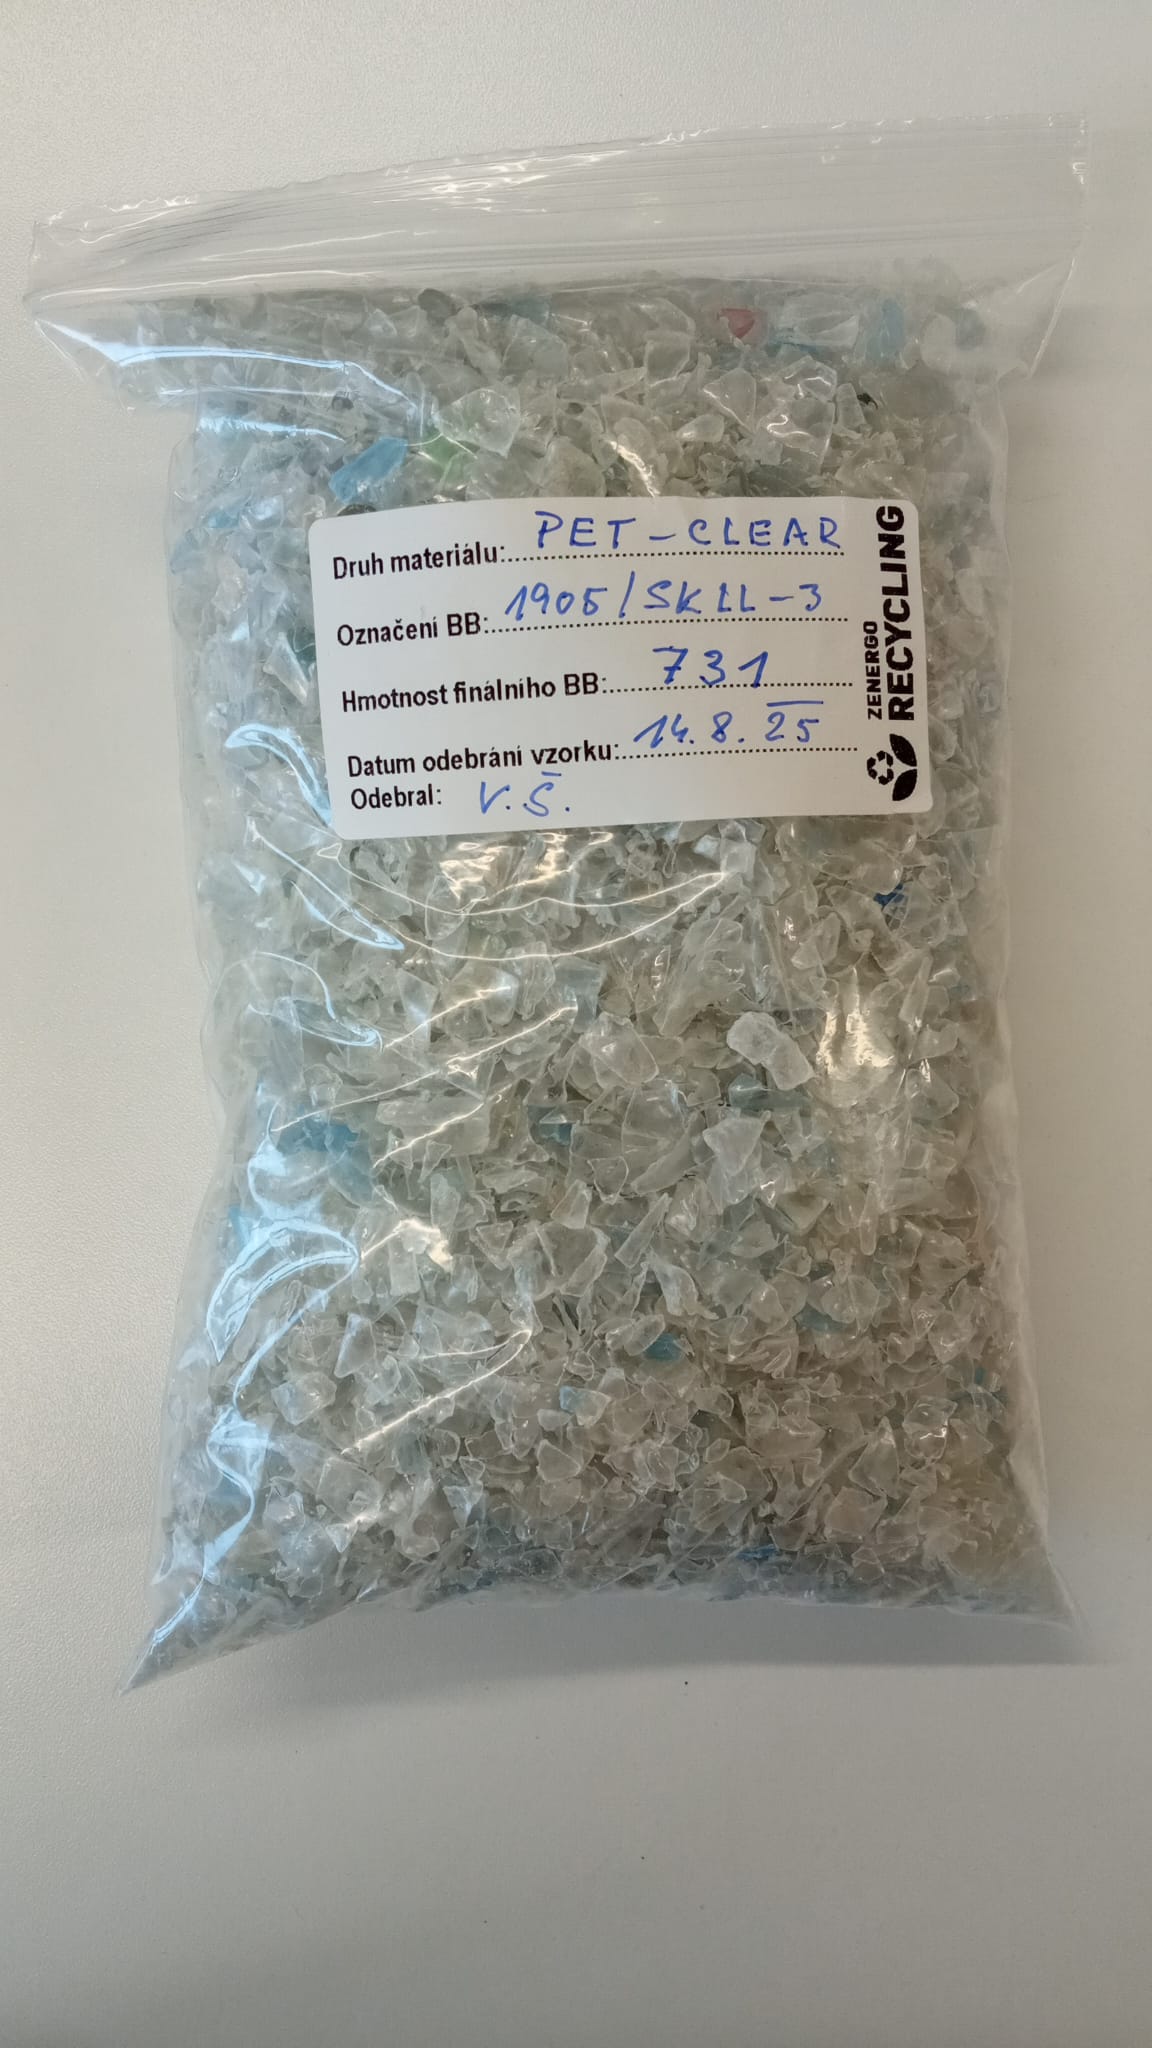 Druh materiálu: PET-CLEAR
Označení BB: 1905/SKLL-3
Hmotnost finálního BB: 731
Datum odebrání vzorku: 14.8.25
Odebral: V.Š.
ZENERGO
RECYCLING